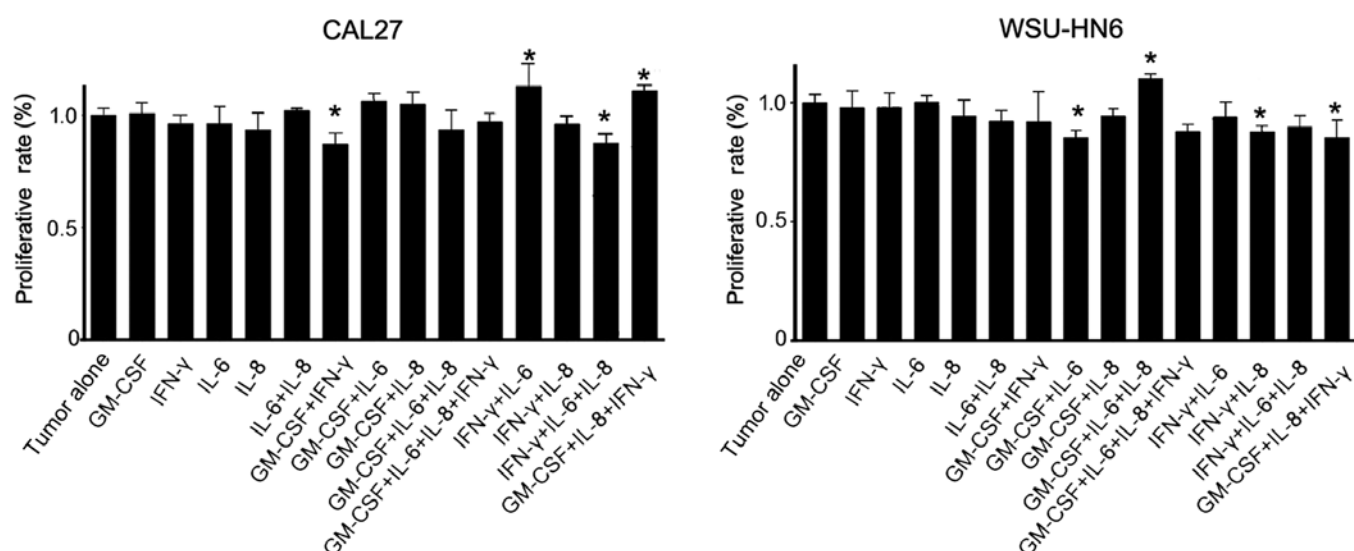 CAL27
Proliferative rate (%)
1.0
0.5
0
*
*
*
*
Tumor alone
GM-CSF
IFN-γ
IL-6
IL-8
IL-6+IL-8
GM-CSF+IFN-γ
GM-CSF+IL-6
GM-CSF+IL-8
GM-CSF+IL-6+IL-8
GM-CSF+IL-6+IL-8+IFN-γ
IFN-γ+IL-6
IFN-γ+IL-8
IFN-γ+IL-6+IL-8
GM-CSF+IL-8+IFN-γ
WSU-HN6
Proliferative rate (%)
1.0
0.5
0
*
*
*
*
Tumor alone
GM-CSF
IFN-γ
IL-6
IL-8
IL-6+IL-8
GM-CSF+IFN-γ
GM-CSF+IL-6
GM-CSF+IL-8
GM-CSF+IL-6+IL-8
GM-CSF+IL-6+IL-8+IFN-γ
IFN-γ+IL-6
IFN-γ+IL-8
IFN-γ+IL-6+IL-8
GM-CSF+IL-8+IFN-γ